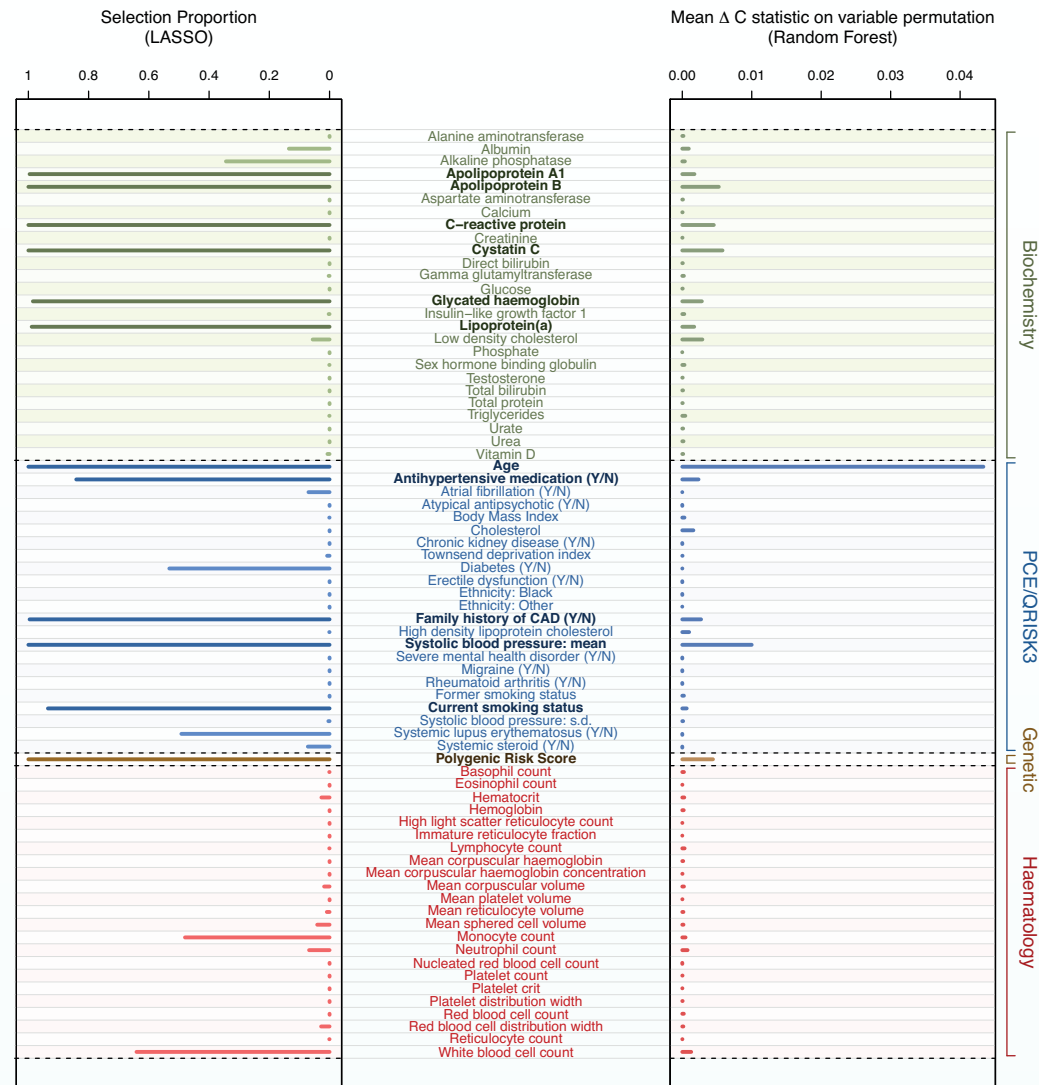 Selection Proportion
(LASSO)
Mean Δ C statistic on variable permutation
(Random Forest)
1 0.8 0.6 0.4 0.2 0
0.00 0.01 0.02 0.03 0.04
Alanine aminotransferase
Albumin
Alkaline phosphatase
Apolipoprotein A1
Apolipoprotein B
Aspartate aminotransferase
Calcium
C−reactive protein
Creatinine
Cystatin C
Direct bilirubin
Gamma glutamyltransferase
Glucose
Glycated haemoglobin
Insulin−like growth factor 1
Lipoprotein(a)
Low density cholesterol
Phosphate
Sex hormone binding globulin
Testosterone
Total bilirubin
Total protein
Triglycerides
Urate
Urea
Vitamin D
Biochemistry
Age
Antihypertensive medication (Y/N)
Atrial fibrillation (Y/N)
Atypical antipsychotic (Y/N)
Body Mass Index
Cholesterol
Chronic kidney disease (Y/N)
Townsend deprivation index
Diabetes (Y/N)
Erectile dysfunction (Y/N)
Ethnicity: Black
Ethnicity: Other
Family history of CAD (Y/N)
High density lipoprotein cholesterol
Systolic blood pressure: mean
Severe mental health disorder (Y/N)
Migraine (Y/N)
Rheumatoid arthritis (Y/N)
Former smoking status
Current smoking status
Systolic blood pressure: s.d.
Systemic lupus erythematosus (Y/N)
Systemic steroid (Y/N)
PCE/QRISK3
Polygenic Risk Score
Genetic
Basophil count
Eosinophil count
Hematocrit
Hemoglobin
High light scatter reticulocyte count
Immature reticulocyte fraction
Lymphocyte count
Mean corpuscular haemoglobin
Mean corpuscular haemoglobin concentration
Mean corpuscular volume
Mean platelet volume
Mean reticulocyte volume
Mean sphered cell volume
Monocyte count
Neutrophil count
Nucleated red blood cell count
Platelet count
Platelet crit
Platelet distribution width
Red blood cell count
Red blood cell distribution width
Reticulocyte count
White blood cell count
Haematology